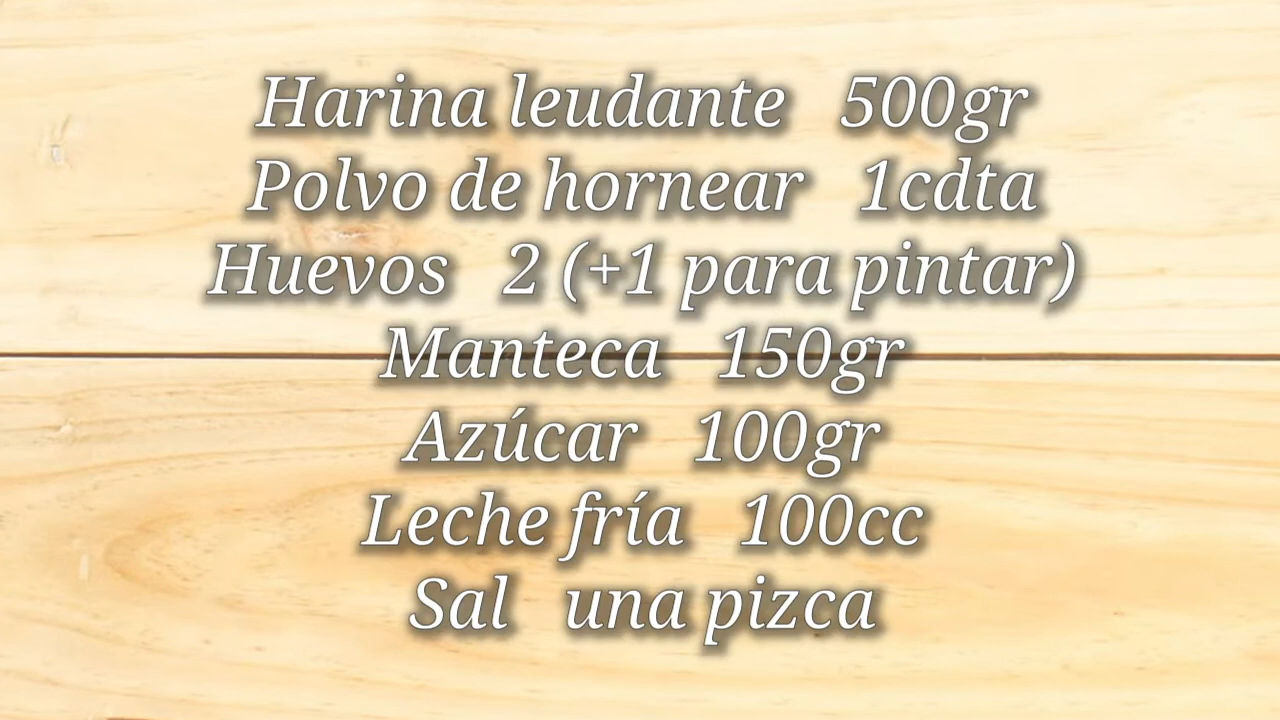 Harina leudante 500gr
Polvo de hornear 1cdta
Huevos 2 (+1 para pintar)
Manteca 150gr
Azúcar 100gr
Leche fría 100cc
Sal una pizca